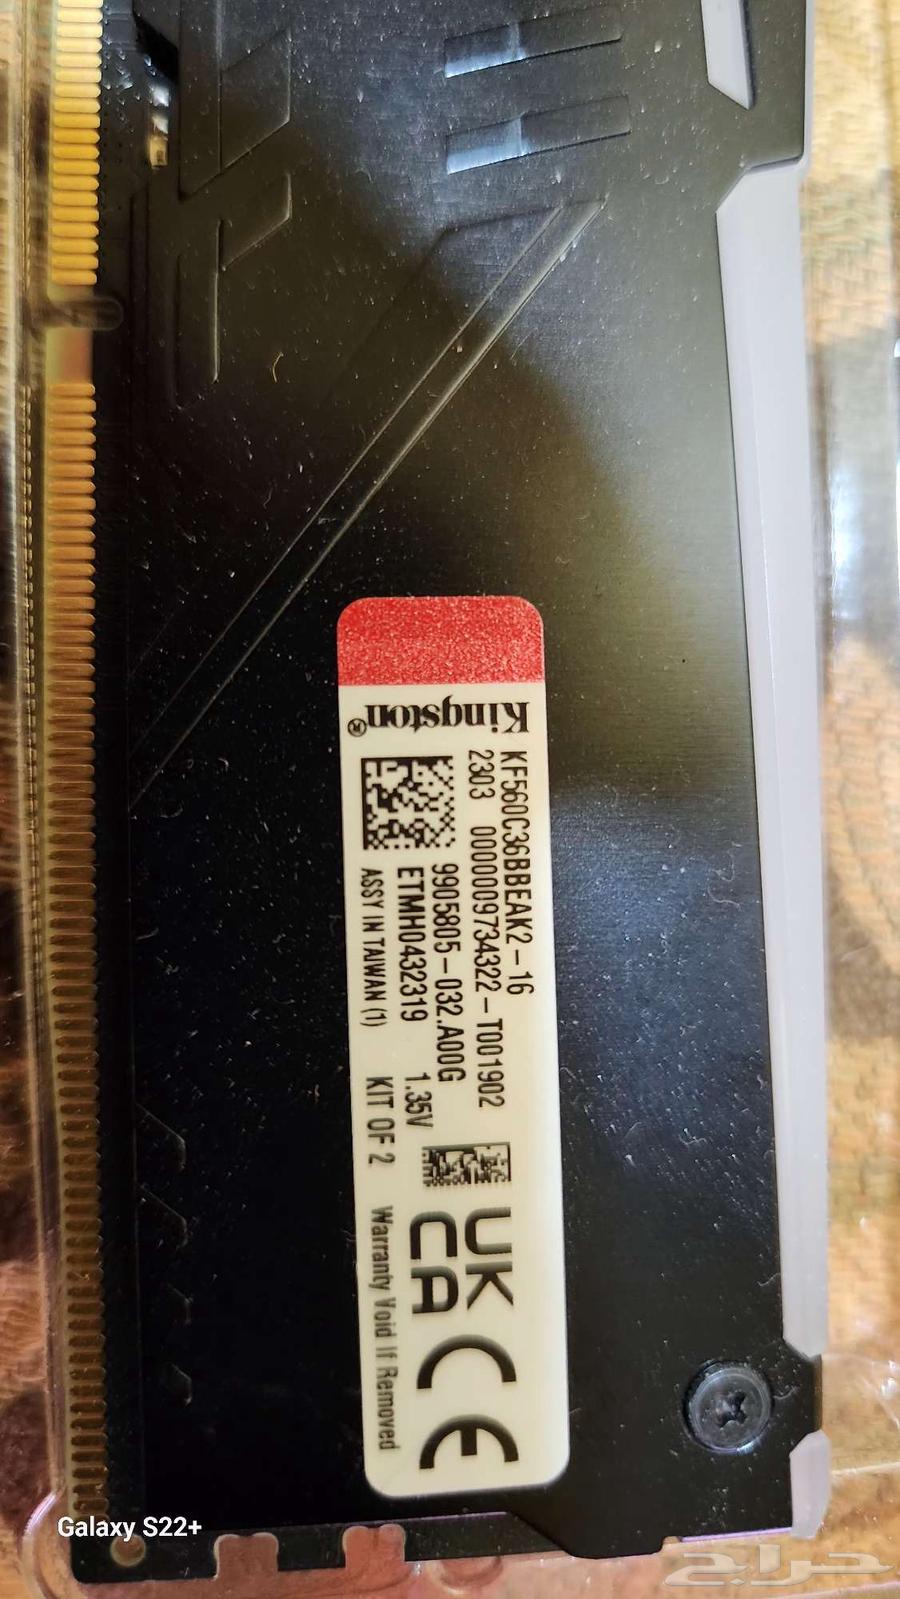 Kingston®
KF560C36BBEAK2-16
2303 000009734322-T001902
9905805-032.A00G
ETMH0432319 1.35V
ASSY IN TAIWAN (1) KIT OF 2 Warranty Void If Removed
UK
CA
CE
Galaxy S22+
حراج